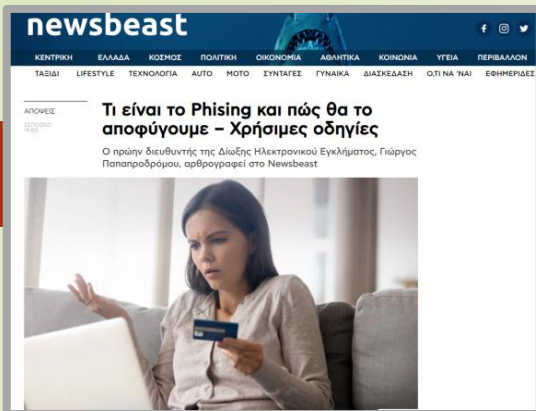 newsbeast
ΚΕΝΤΡΙΚΗ ΕΛΛΑΔΑ ΚΟΣΜΟΣ ΠΟΛΙΤΙΚΗ ΟΙΚΟΝΟΜΙΑ ΑΘΛΗΤΙΚΑ ΚΟΙΝΩΝΙΑ ΥΓΕΙΑ ΠΕΡΙΒΑΛΛΟΝ
ΤΑΞΙΔΙ LIFESTYLE ΤΕΧΝΟΛΟΓΙΑ AUTO MOTO ΣΥΝΤΑΓΕΣ ΓΥΝΑΙΚΑ ΔΙΑΣΚΕΔΑΣΗ Ο,ΤΙ ΝΑ 'ΝΑΙ ΕΦΗΜΕΡΙΔΕΣ
ΑΠΟΨΕΙΣ
Τι είναι το Phising και πώς θα το
αποφύγουμε – Χρήσιμες οδηγίες
Ο πρώην διευθυντής της Δίωξης Ηλεκτρονικού Εγκλήματος, Γιώργος
Παπαπροδρόμου, αρθρογραφεί στο Newsbeast